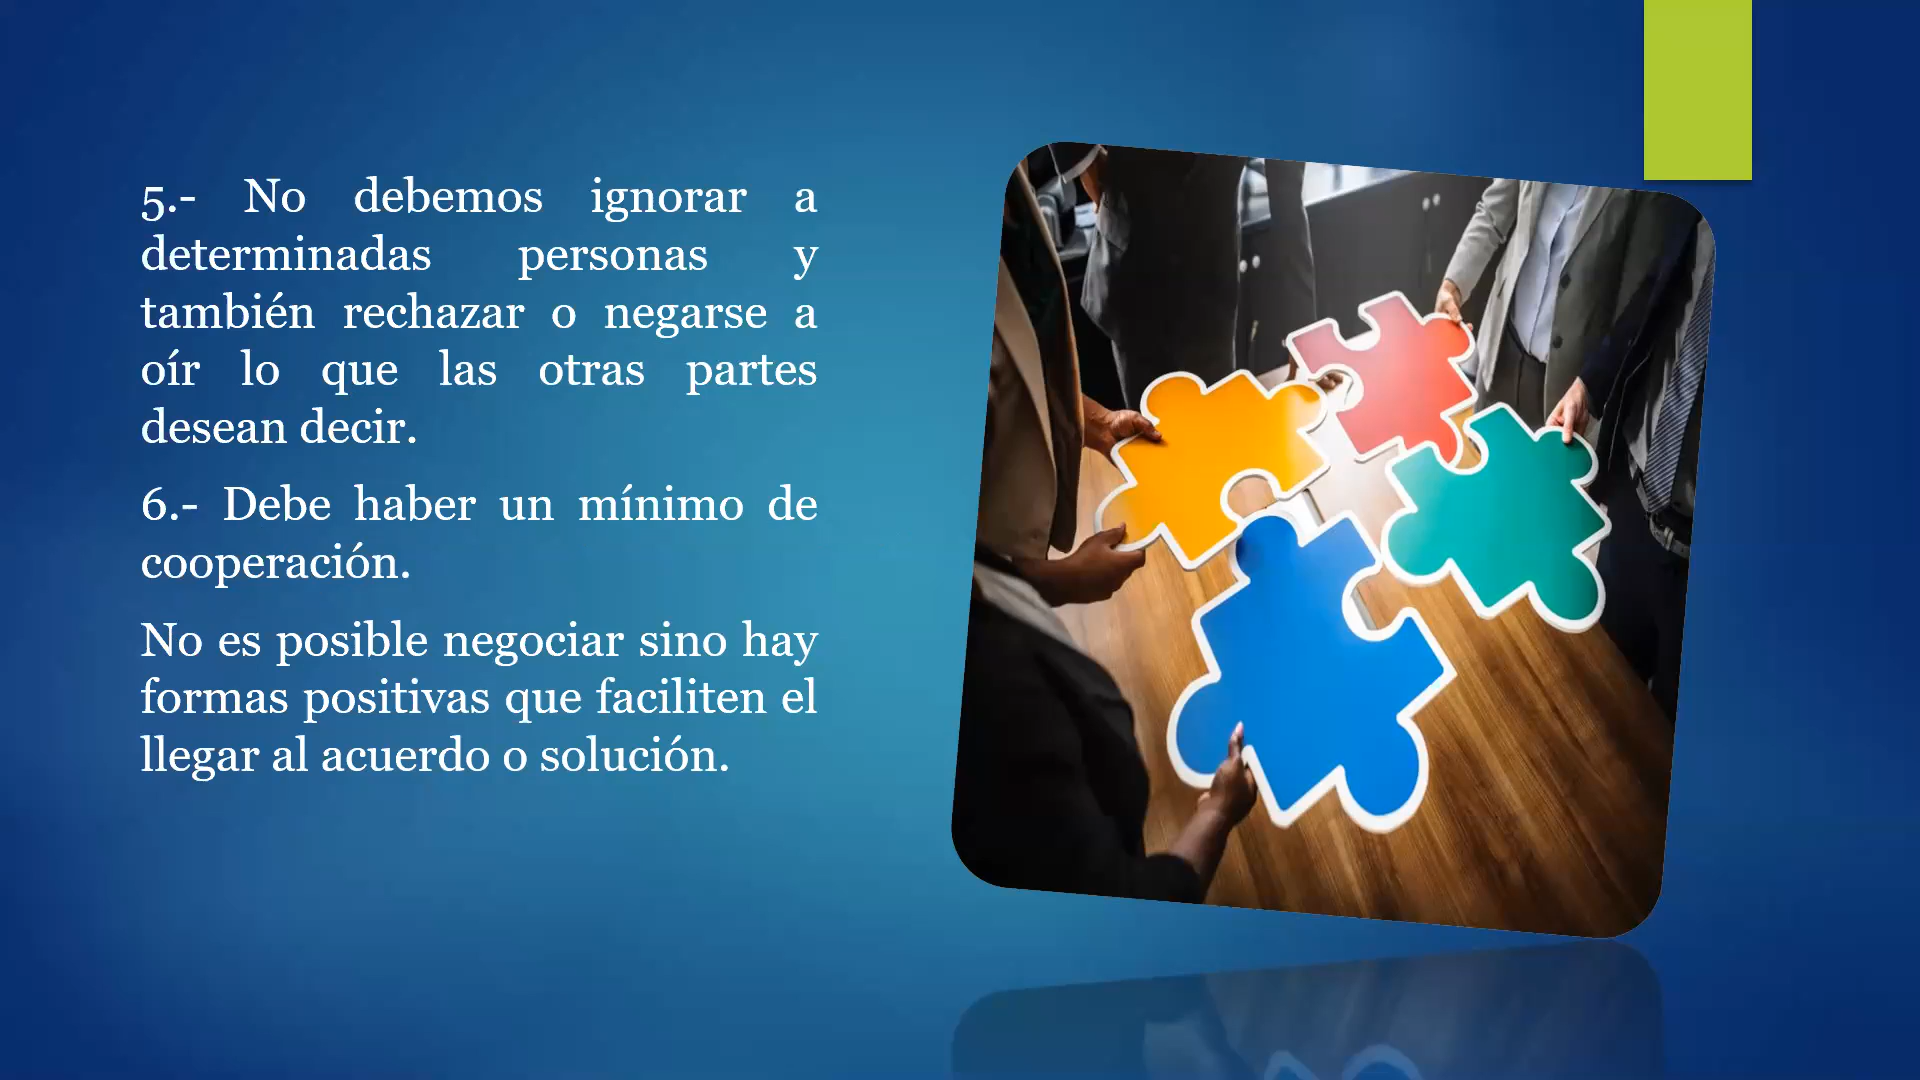 5.- No debemos ignorar a
determinadas personas y
también rechazar o negarse a
oír lo que las otras partes
desean decir.
6.- Debe haber un mínimo de
cooperación.
No es posible negociar sino hay
formas positivas que faciliten el
llegar al acuerdo o solución.